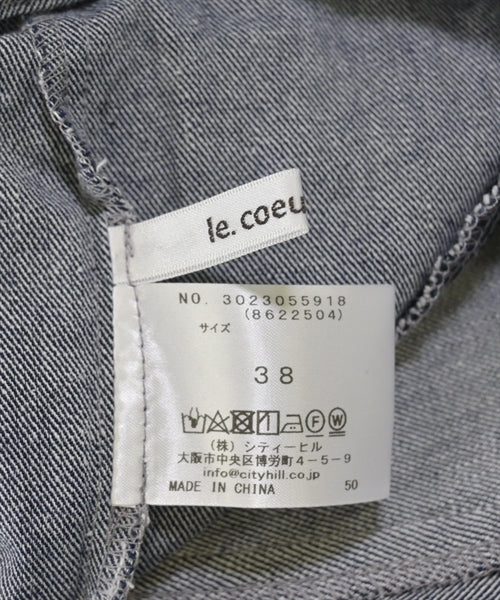 le.coeu
NO. 3023055918
(8622504)
サイズ
38
(株) シティーヒル
大阪市中央区博労町4-5-9
info@cityhill.co.jp
MADE IN CHINA 50